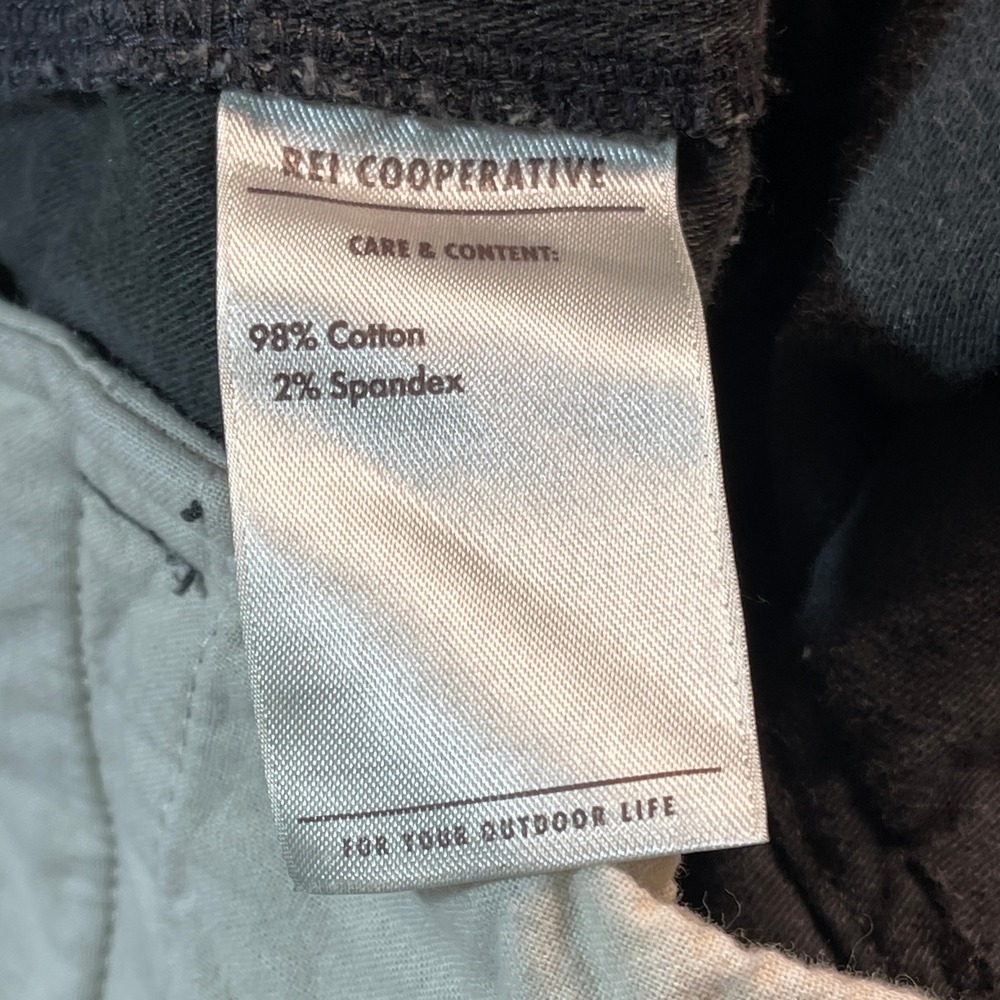 REI COOPERATIVE
CARE & CONTENT:
98% Cotton
2% Spandex
FOR YOUR OUTDOOR LIFE